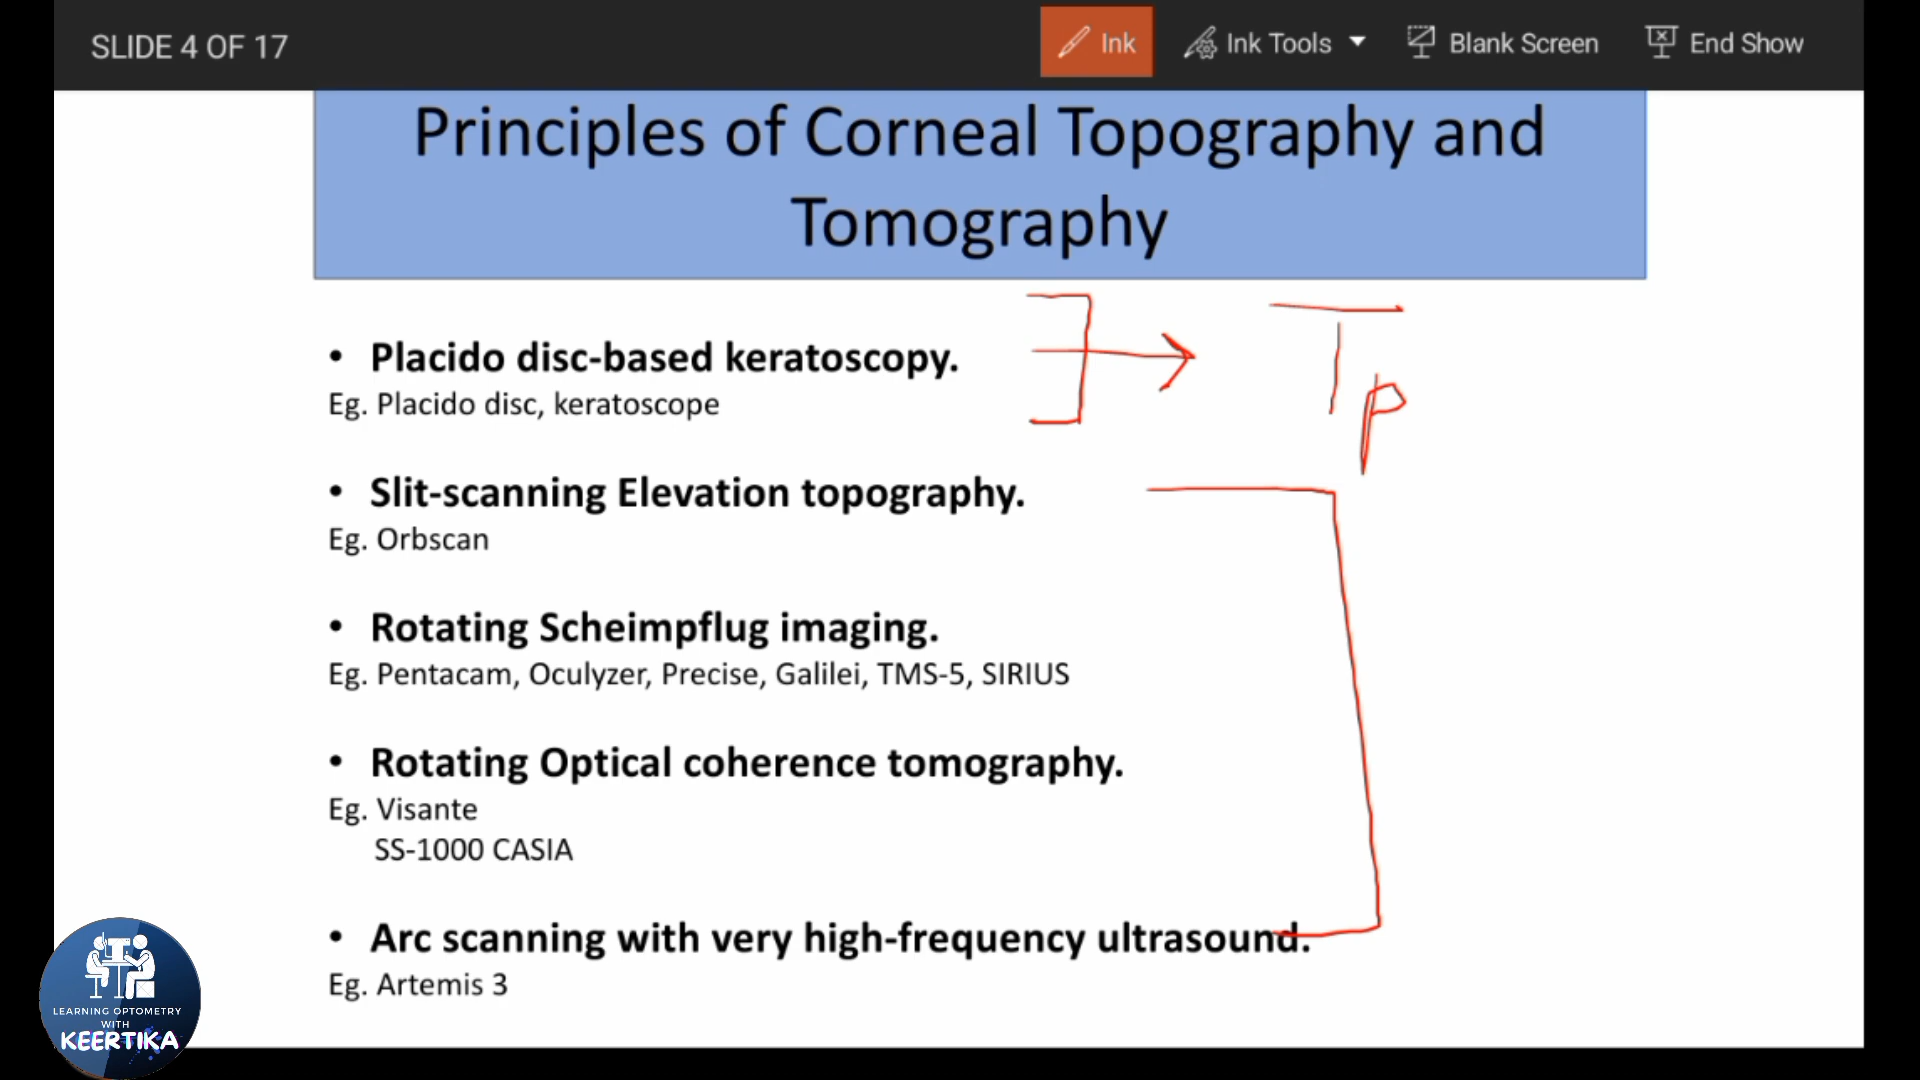 SLIDE 4 OF 17
Ink
Ink Tools
Blank Screen
End Show
Principles of Corneal Topography and
Tomography
• Placido disc-based keratoscopy.
Eg. Placido disc, keratoscope
Tp
• Slit-scanning Elevation topography.
Eg. Orbscan
• Rotating Scheimpflug imaging.
Eg. Pentacam, Oculyzer, Precise, Galilei, TMS-5, SIRIUS
• Rotating Optical coherence tomography.
Eg. Visante
SS-1000 CASIA
• Arc scanning with very high-frequency ultrasound.
Eg. Artemis 3
LEARNING OPTOMETRY
WITH
KEERTIKA